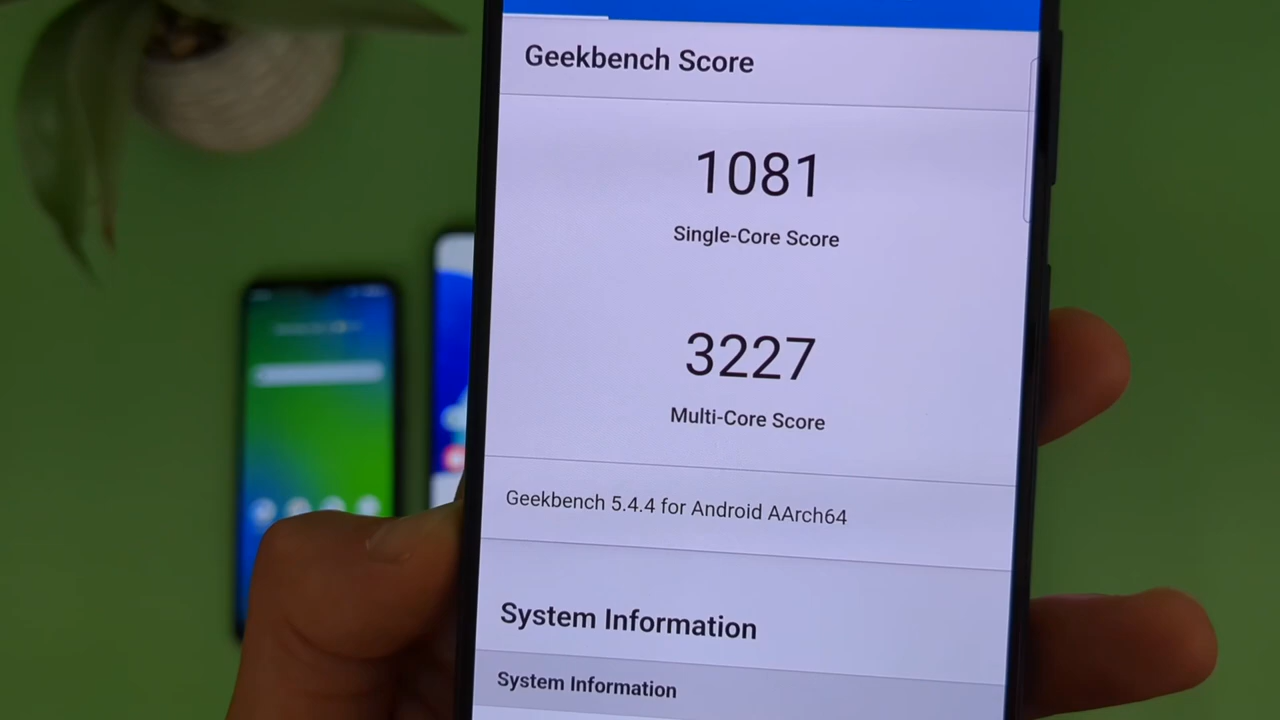 Geekbench Score
1081
Single-Core Score
3227
Multi-Core Score
Geekbench 5.4.4 for Android AArch64
System Information
System Information